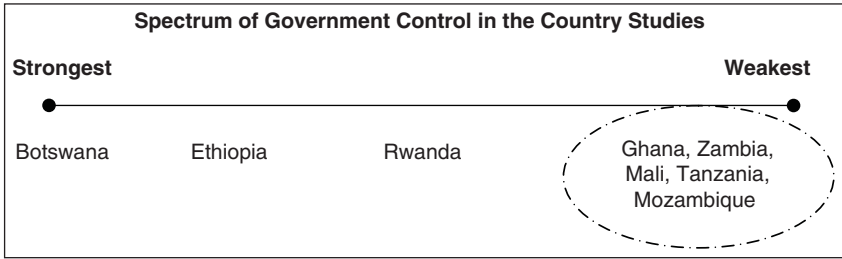 Spectrum of Government Control in the Country Studies
Strongest Weakest
Botswana Ethiopia Rwanda Ghana, Zambia,
Mali, Tanzania,
Mozambique